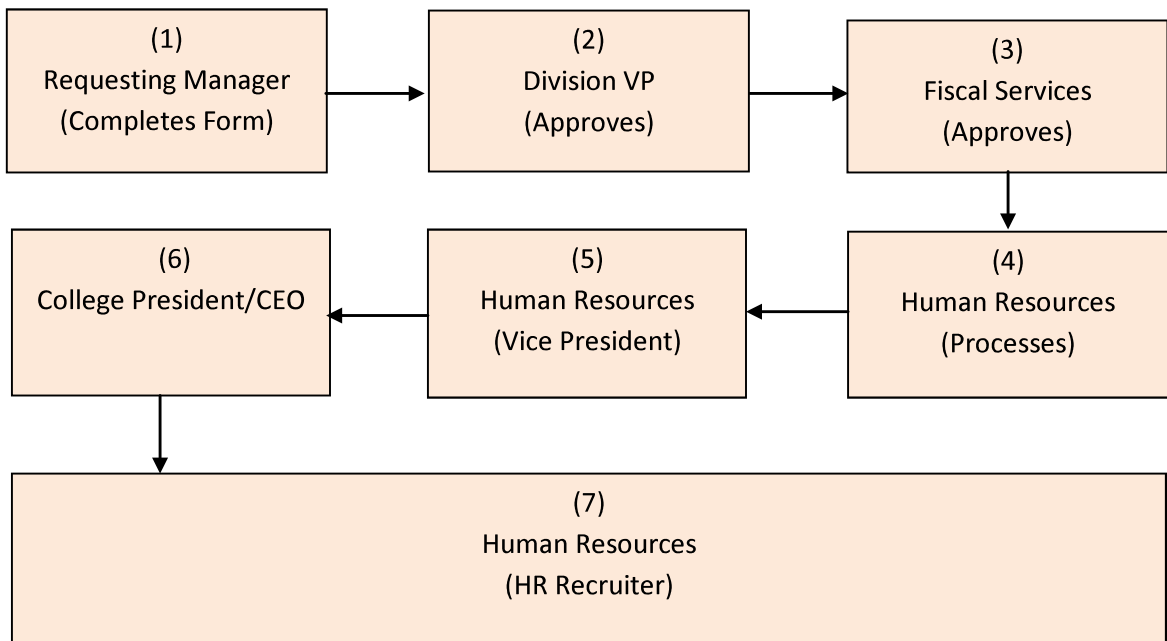 (1)
Requesting Manager
(Completes Form)
(2)
Division VP
(Approves)
(3)
Fiscal Services
(Approves)
(4)
Human Resources
(Processes)
(5)
Human Resources
(Vice President)
(6)
College President/CEO
(7)
Human Resources
(HR Recruiter)